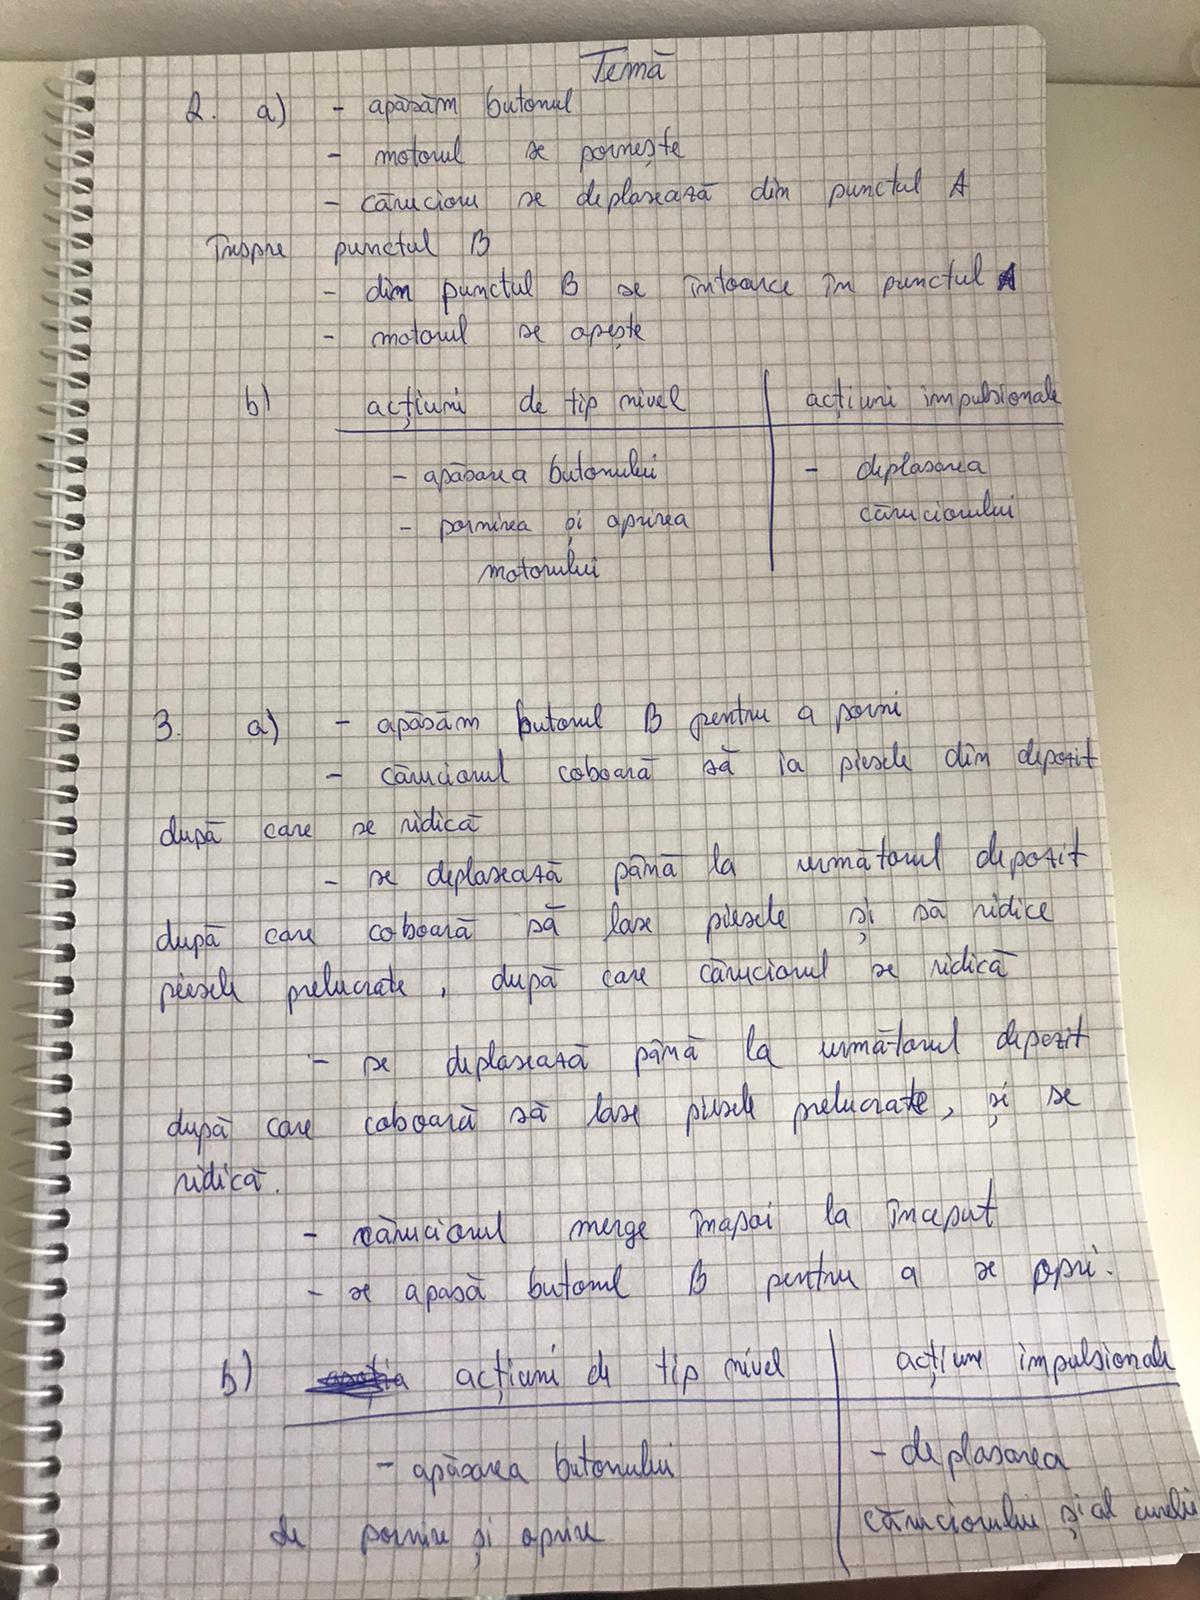 Temă
2. a) - apăsăm butonul
- motorul se pornește
- căruciorul se deplasează din punctul A
înspre punctul B
- din punctul B se întoarce în punctul A
- motorul se opește
b) acțiuni de tip nivel | acțiuni impulsionale
- apăsarea butonului - deplasarea
- pornirea și oprirea căruciorului
motorului
3. a) - apăsăm butonul B pentru a porni
- căruciorul coboară să ia piesele din depozit
după care se ridică
- se deplasează până la următorul depozit
după care coboară să lase piesele și să ridice
piesele prelucrate, după care căruciorul se ridică
- se deplasează până la următorul depozit
după care coboară să lase piesele prelucrate, și se
ridică.
- căruciorul merge înapoi la început
- se apasă butonul B pentru a se opri.
b) acțiuni de tip nivel | acțiuni impulsionale
- apăsarea butonului - deplasarea
de pornire și oprire căruciorului și al